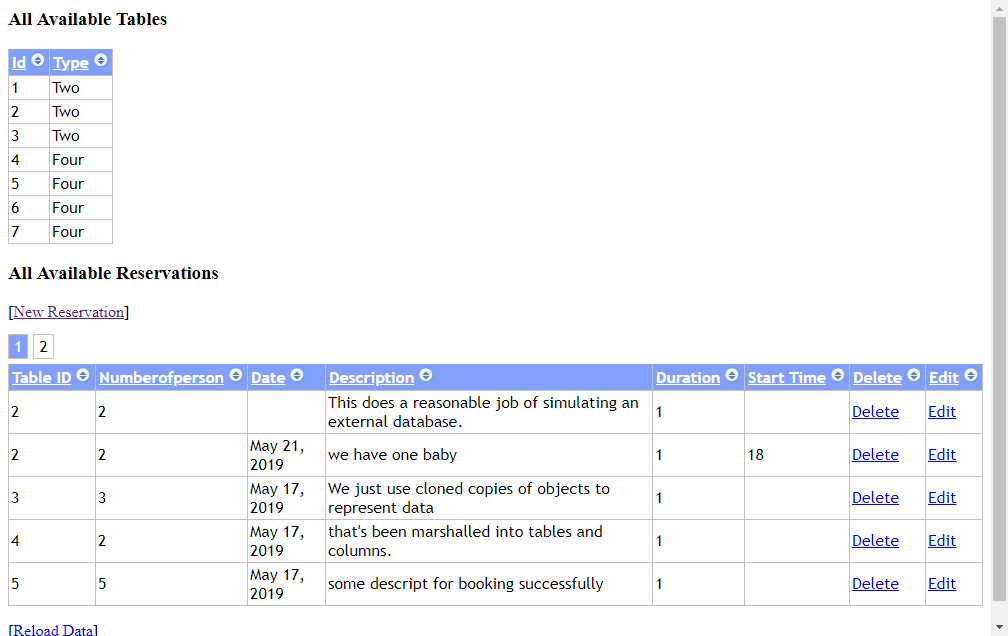 All Available Tables
Id Type
1 Two
2 Two
3 Two
4 Four
5 Four
6 Four
7 Four
All Available Reservations
[New Reservation]
1 2
Table ID Numberofperson Date Description Duration Start Time Delete Edit
2 2 This does a reasonable job of simulating an external database. 1 Delete Edit
2 2 May 21, 2019 we have one baby 1 18 Delete Edit
3 3 May 17, 2019 We just use cloned copies of objects to represent data 1 Delete Edit
4 2 May 17, 2019 that's been marshalled into tables and columns. 1 Delete Edit
5 5 May 17, 2019 some descript for booking successfully 1 Delete Edit
[Reload Data]